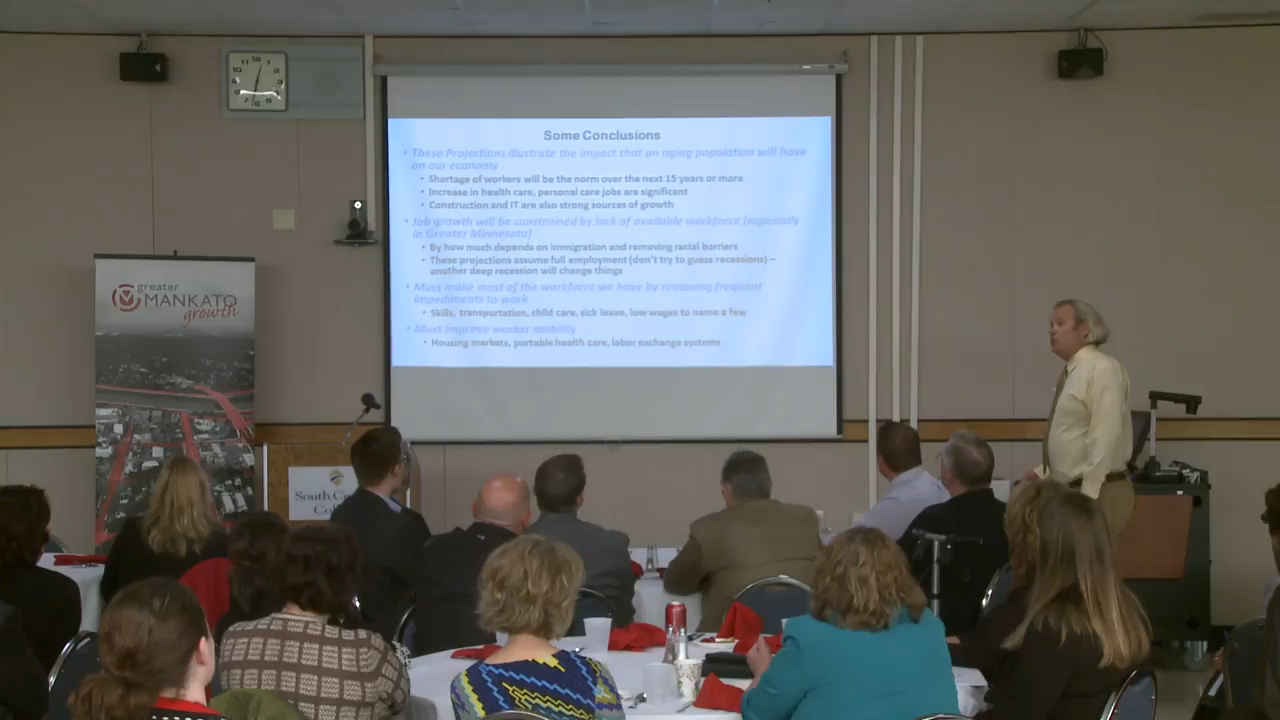 Some Conclusions
• These Projections illustrate the impact that an aging population will have
on our economy
• Shortage of workers will be the norm over the next 15 years or more
• Increase in health care, personal care jobs are significant
• Construction and IT are also strong sources of growth
• Job growth will be constrained by lack of available workforce (especially
in Greater Minnesota)
• By how much depends on immigration and removing racial barriers
• These projections assume full employment (don't try to guess recessions) –
another deep recession will change things
• Must make most of the workforce we have by removing frequent
impediments to work
• Skills, transportation, child care, sick leave, low wages to name a few
• Must improve worker mobility
• Housing markets, portable health care, labor exchange systems
greater
MANKATO
growth
South